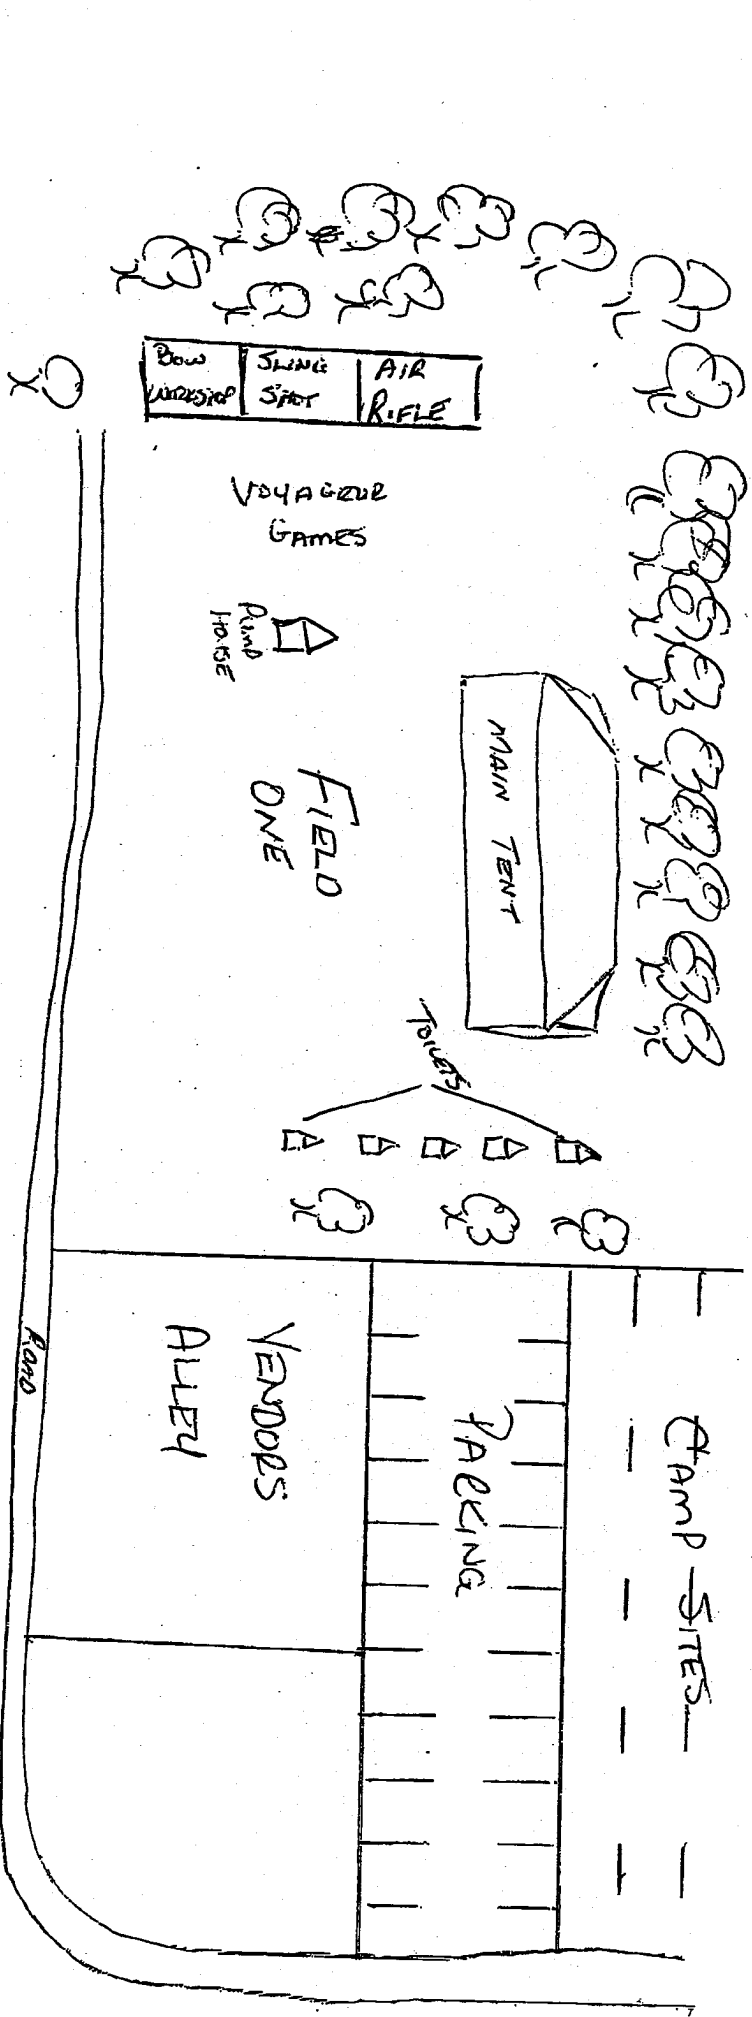 BOW
WORKSHOP
SLING
SHOT
AIR
RIFLE
VOYAGEUR
GAMES
PUMP
HOUSE
MAIN TENT
FIELD
ONE
TOILETS
VENDORS
ALLEY
PARKING
CAMP SITES
ROAD